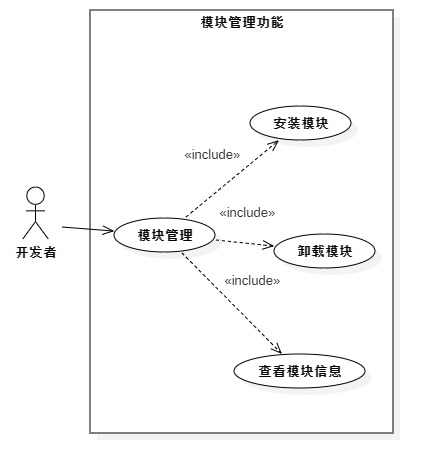 模块管理功能
安装模块
«include»
«include»
开发者
模块管理
卸载模块
«include»
查看模块信息